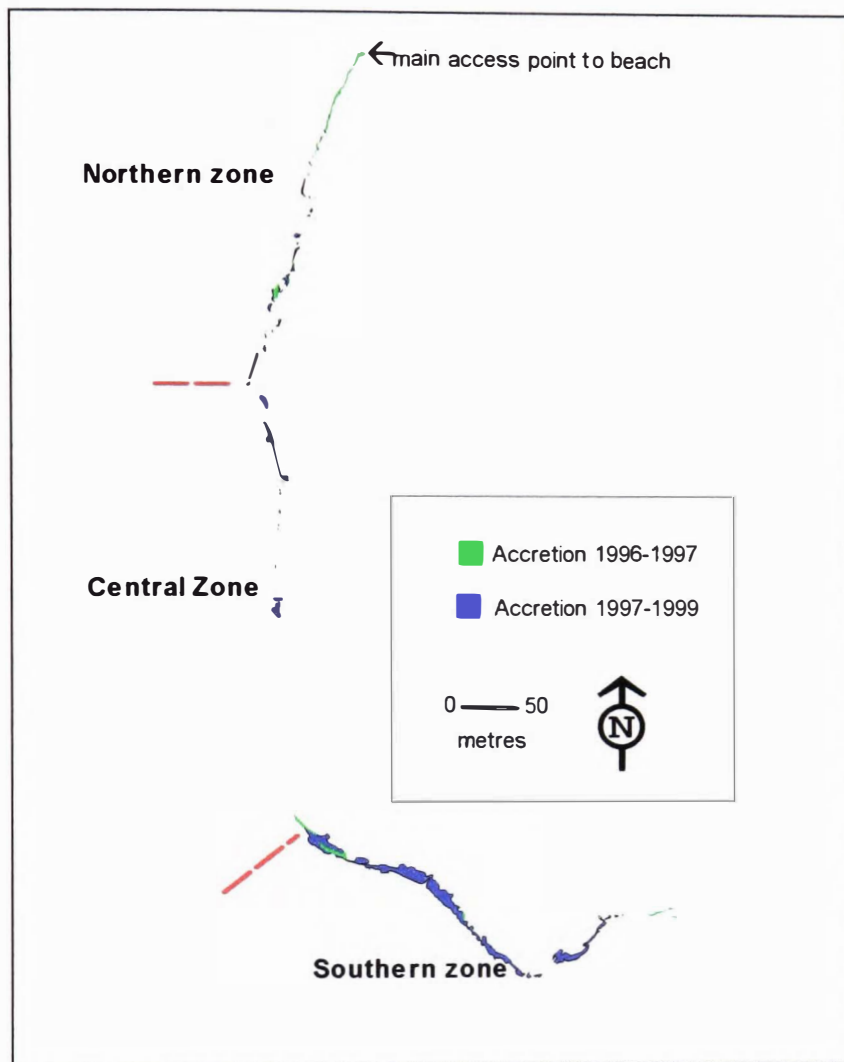 main access point to beach
Northern zone
Central Zone
Accretion 1996-1997
Accretion 1997-1999
0 50
metres
N
Southern zone